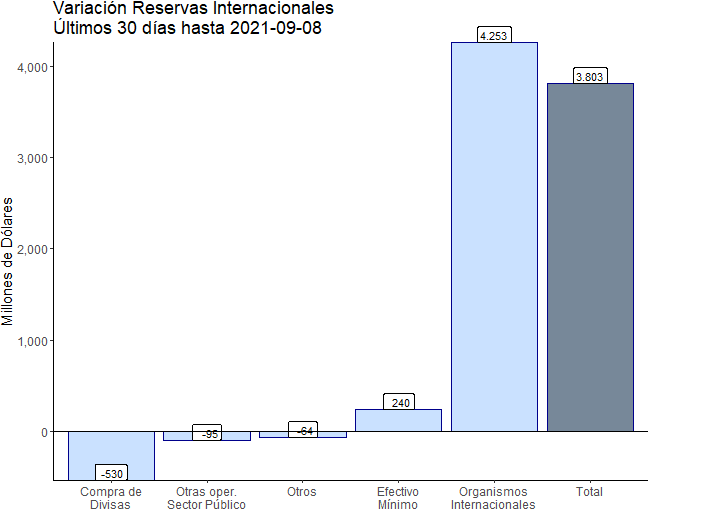 Variación Reservas Internacionales
Últimos 30 días hasta 2021-09-08
Millones de Dólares
4,000
3,000
2,000
1,000
0
-530
-95
-64
240
4.253
3.803
Compra de
Divisas
Otras oper.
Sector Público
Otros
Efectivo
Mínimo
Organismos
Internacionales
Total